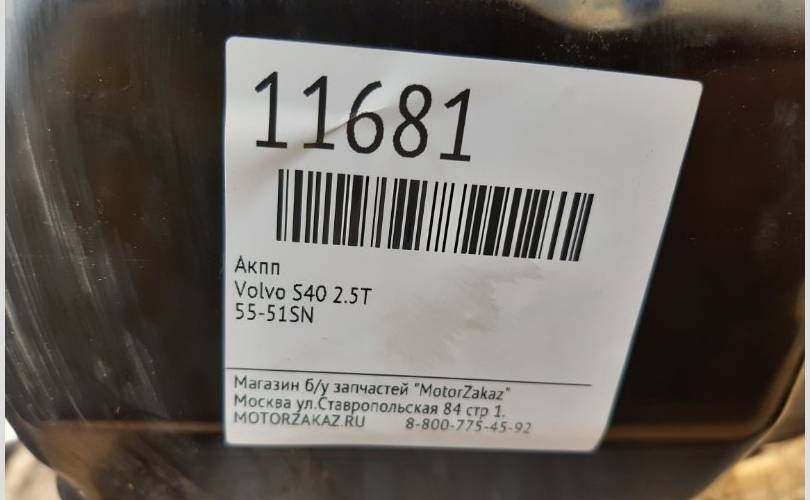 11681
Акпп
Volvo S40 2.5T
55-51SN
Магазин б/у запчастей "MotorZakaz"
Москва ул.Ставропольская 84 стр 1.
MOTORZAKAZ.RU 8-800-775-45-92